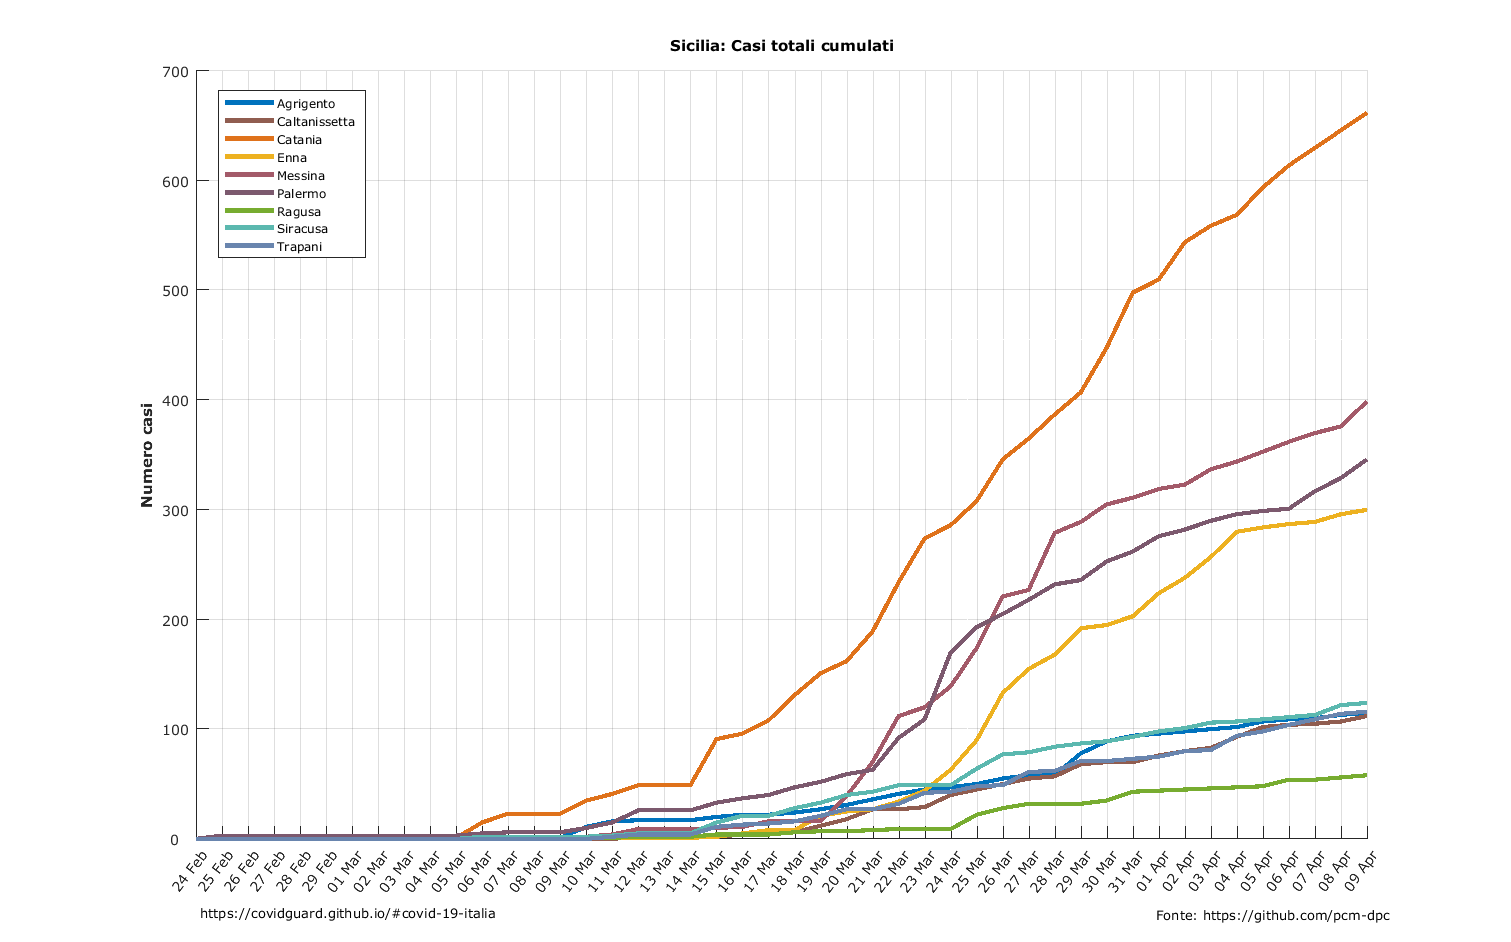 Sicilia: Casi totali cumulati
700
600
500
400
300
200
100
0
Numero casi
Agrigento
Caltanissetta
Catania
Enna
Messina
Palermo
Ragusa
Siracusa
Trapani
24 Feb
25 Feb
26 Feb
27 Feb
28 Feb
29 Feb
01 Mar
02 Mar
03 Mar
04 Mar
05 Mar
06 Mar
07 Mar
08 Mar
09 Mar
10 Mar
11 Mar
12 Mar
13 Mar
14 Mar
15 Mar
16 Mar
17 Mar
18 Mar
19 Mar
20 Mar
21 Mar
22 Mar
23 Mar
24 Mar
25 Mar
26 Mar
27 Mar
28 Mar
29 Mar
30 Mar
31 Mar
01 Apr
02 Apr
03 Apr
04 Apr
05 Apr
06 Apr
07 Apr
08 Apr
09 Apr
https://covidguard.github.io/#covid-19-italia
Fonte: https://github.com/pcm-dpc